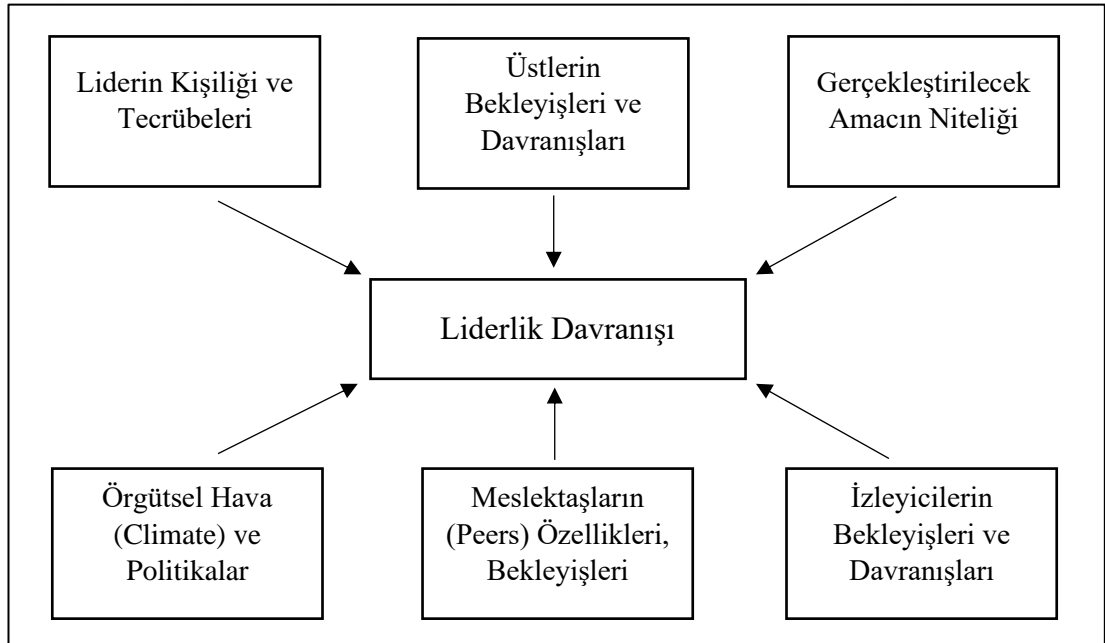 Liderin Kişiliği ve
Tecrübeleri
Üstlerin
Bekleyişleri ve
Davranışları
Gerçekleştirilecek
Amacın Niteliği
Liderlik Davranışı
Örgütsel Hava
(Climate) ve
Politikalar
Meslektaşların
(Peers) Özellikleri,
Bekleyişleri
İzleyicilerin
Bekleyişleri ve
Davranışları